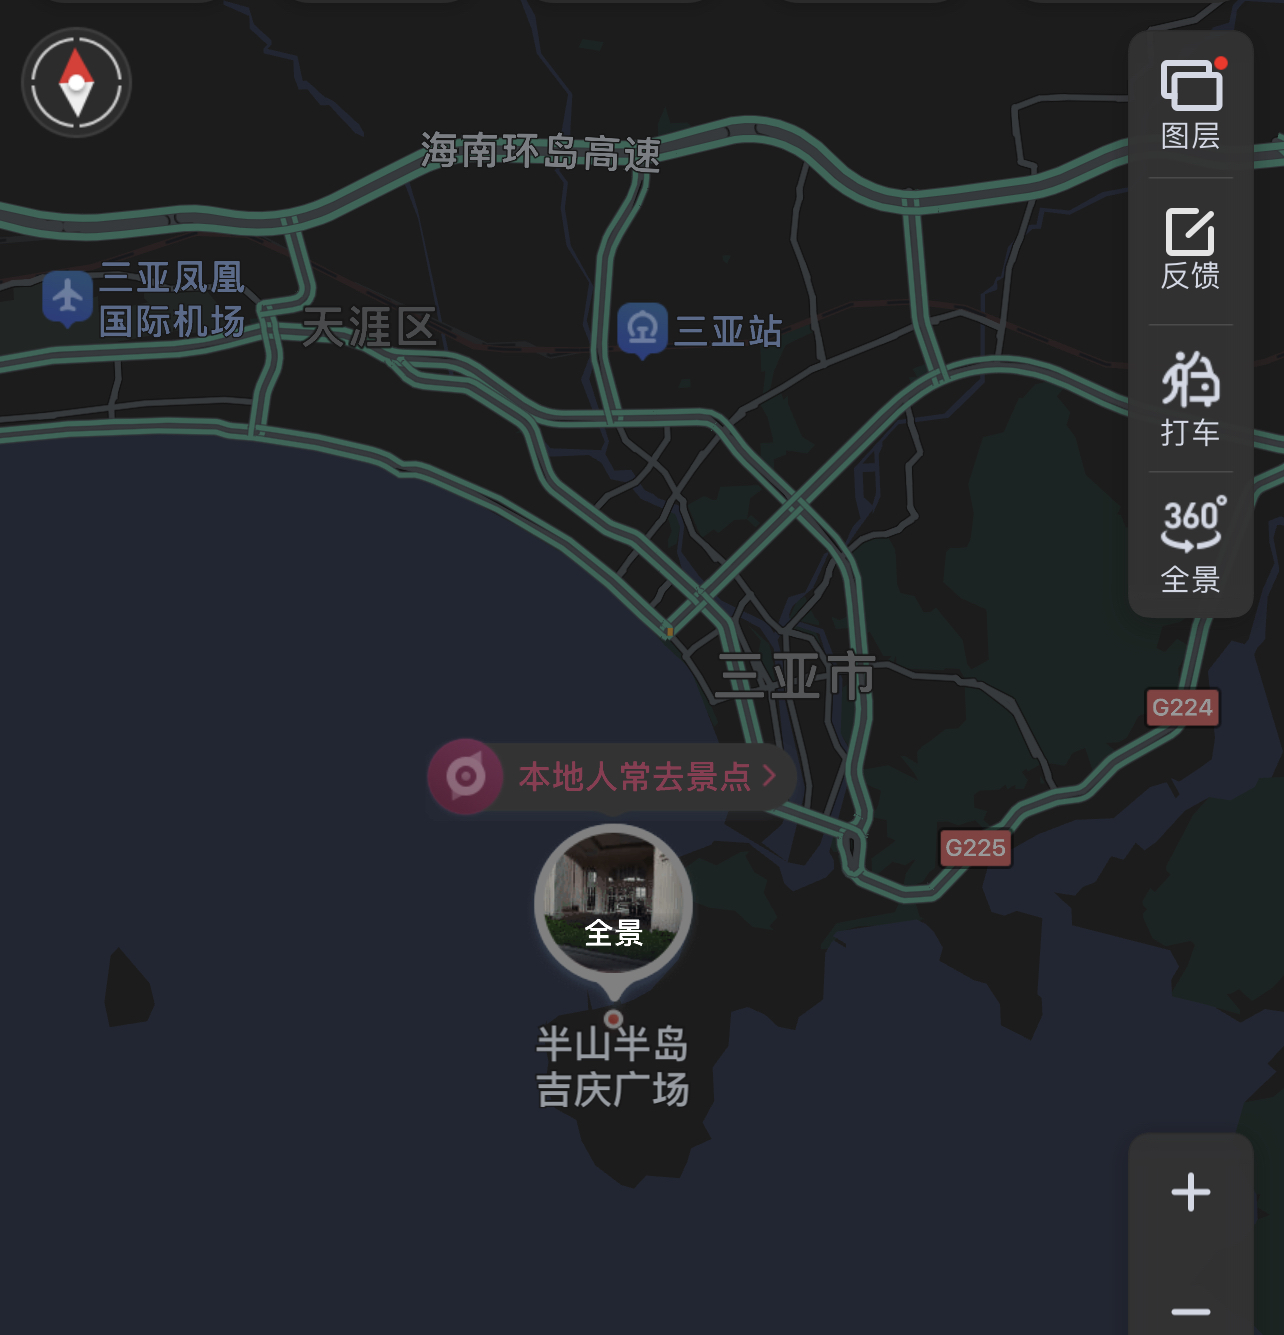 海南环岛高速
图层
反馈
三亚凤凰
国际机场
天涯区
三亚站
打车
360°
全景
三亚市
G224
本地人常去景点
G225
全景
半山半岛
吉庆广场